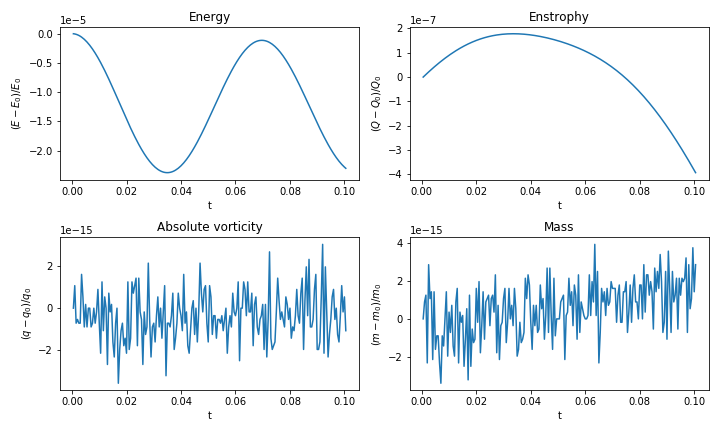 Energy
1e−5
0.0
−0.5
−1.0
−1.5
−2.0
(E − E₀)/E₀
0.00 0.02 0.04 0.06 0.08 0.10
t
Enstrophy
1e−7
2
1
0
−1
−2
−3
−4
(Q − Q₀)/Q₀
0.00 0.02 0.04 0.06 0.08 0.10
t
Absolute vorticity
1e−15
2
0
−2
(q − q₀)/q₀
0.00 0.02 0.04 0.06 0.08 0.10
t
Mass
1e−15
4
2
0
−2
(m − m₀)/m₀
0.00 0.02 0.04 0.06 0.08 0.10
t